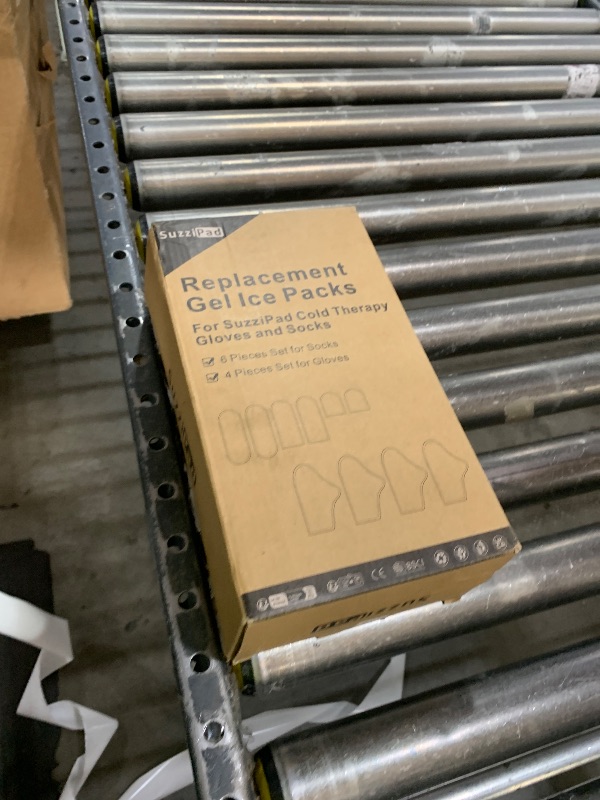 SuzziPad
Replacement
Gel Ice Packs
For SuzziPad Cold Therapy
Gloves and Socks
6 Pieces Set for Socks
4 Pieces Set for Gloves
CE